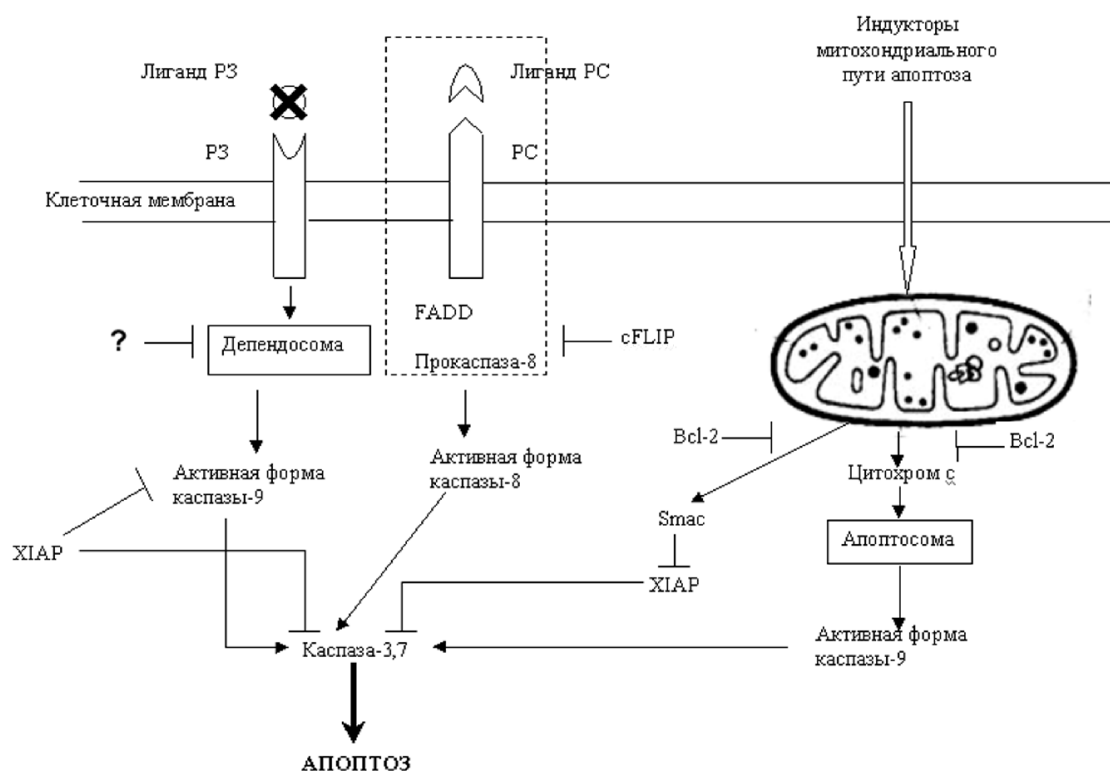 Индукторы
митохондриального
пути апоптоза
Лиганд РЗ
Лиганд РС
РЗ
РС
Клеточная мембрана
FADD
?
Депендосома
cFLIP
Прокаспаза-8
Bcl-2
Bcl-2
Активная форма
каспазы-9
Активная форма
каспазы-8
Цитохром с
Smac
Апоптосома
XIAP
XIAP
Каспаза-3,7
Активная форма
каспазы-9
АПОПТОЗ